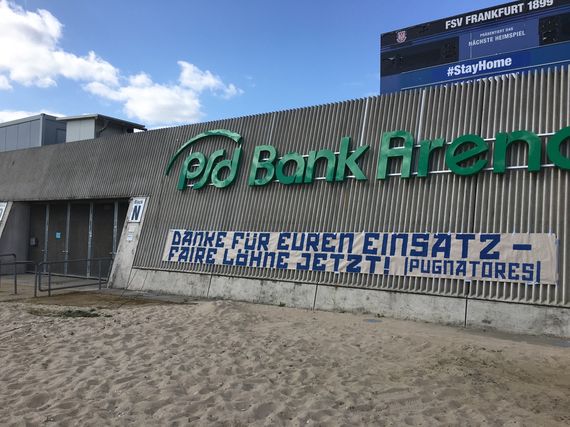 FSV FRANKFURT 1899
PRÄSENTIERT DAS
NÄCHSTE HEIMSPIEL
#StayHome
PSD Bank Arena
N
DANKE FÜR EUREN EINSATZ –
FAIRE LÖHNE JETZT! |PUGNATORES|